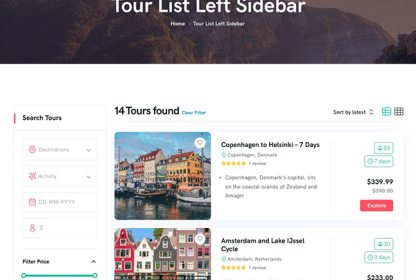 Tour List Left Sidebar
Home Tour List Left Sidebar
Search Tours
Destinations
Activity
DD-MM-YYYY
2
Filter Price
14 Tours found Clear Filter
Sort by latest
Copenhagen to Helsinki – 7 Days
Copenhagen, Denmark
1 review
Copenhagen, Denmark's capital, sits
on the coastal islands of Zealand and
Amager
50
7 days
$339.99
$390.00
Explore
Amsterdam and Lake IJssel
Cycle
Amsterdam, Netherlands
1 review
30
3 days
$233.00